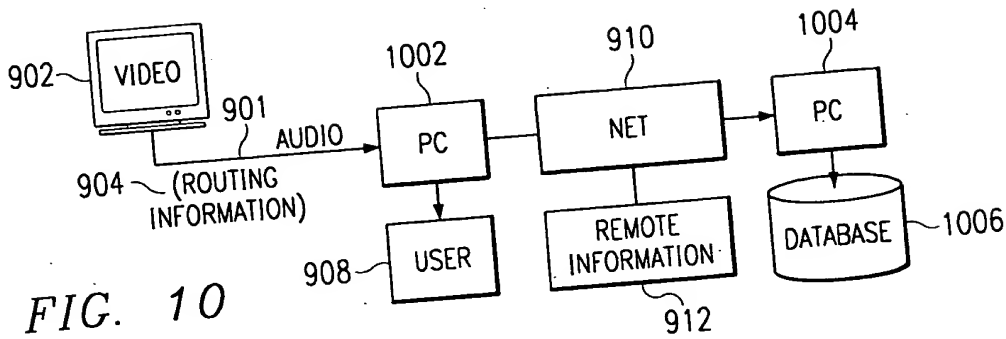 1002
910
1004
902
VIDEO
901
AUDIO
PC
NET
PC
904
(ROUTING
INFORMATION)
908
USER
REMOTE
INFORMATION
912
DATABASE
1006
FIG. 10